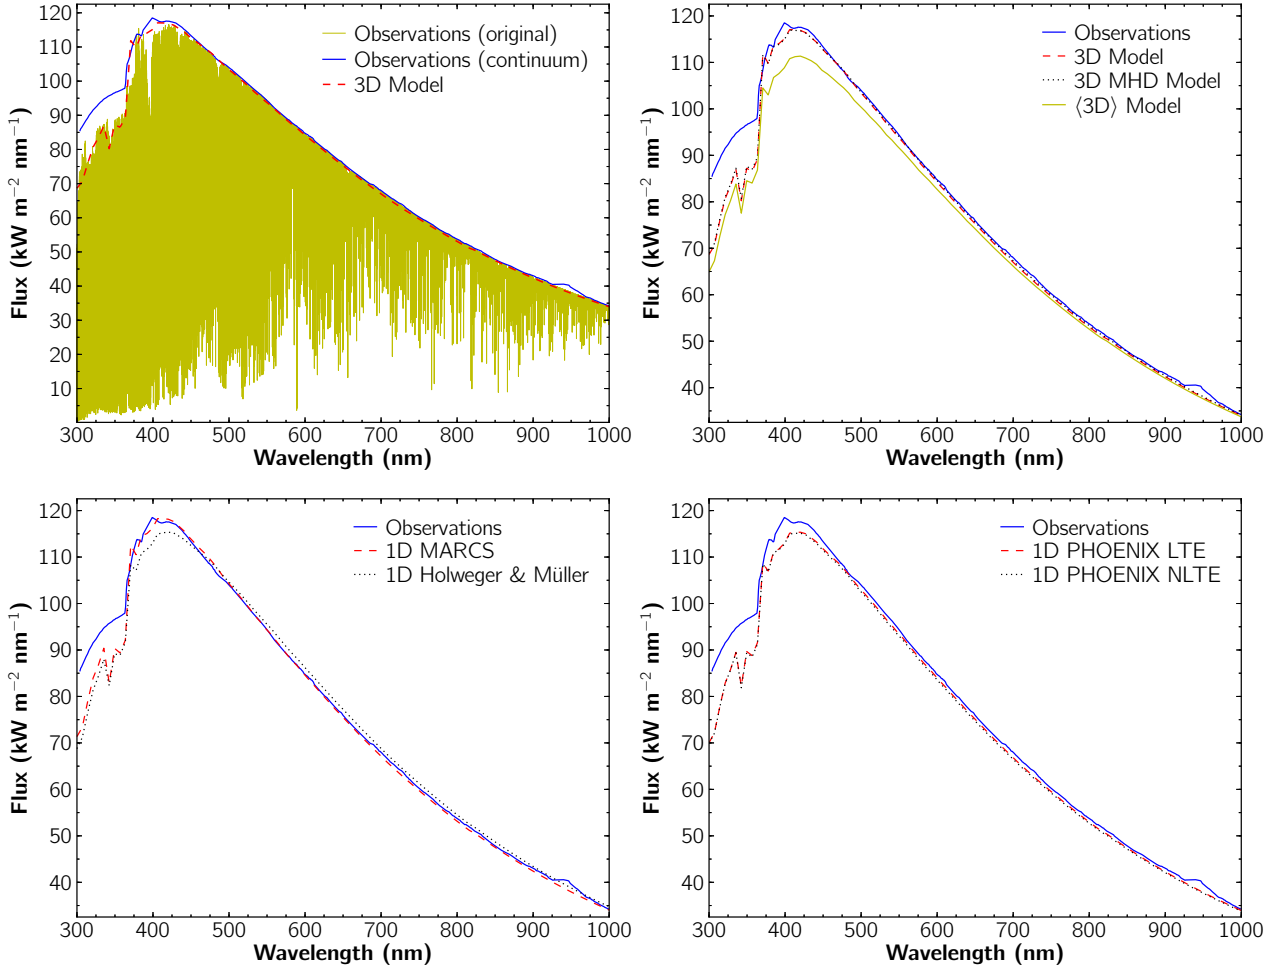 120
110
100
90
80
70
60
50
40
30
20
10
Flux (kW m⁻² nm⁻¹)
Observations (original)
Observations (continuum)
3D Model
300 400 500 600 700 800 900 1000
Wavelength (nm)
120
110
100
90
80
70
60
50
40
Flux (kW m⁻² nm⁻¹)
Observations
3D Model
3D MHD Model
⟨3D⟩ Model
300 400 500 600 700 800 900 1000
Wavelength (nm)
120
110
100
90
80
70
60
50
40
Flux (kW m⁻² nm⁻¹)
Observations
1D MARCS
1D Holweger & Müller
300 400 500 600 700 800 900 1000
Wavelength (nm)
120
110
100
90
80
70
60
50
40
Flux (kW m⁻² nm⁻¹)
Observations
1D PHOENIX LTE
1D PHOENIX NLTE
300 400 500 600 700 800 900 1000
Wavelength (nm)